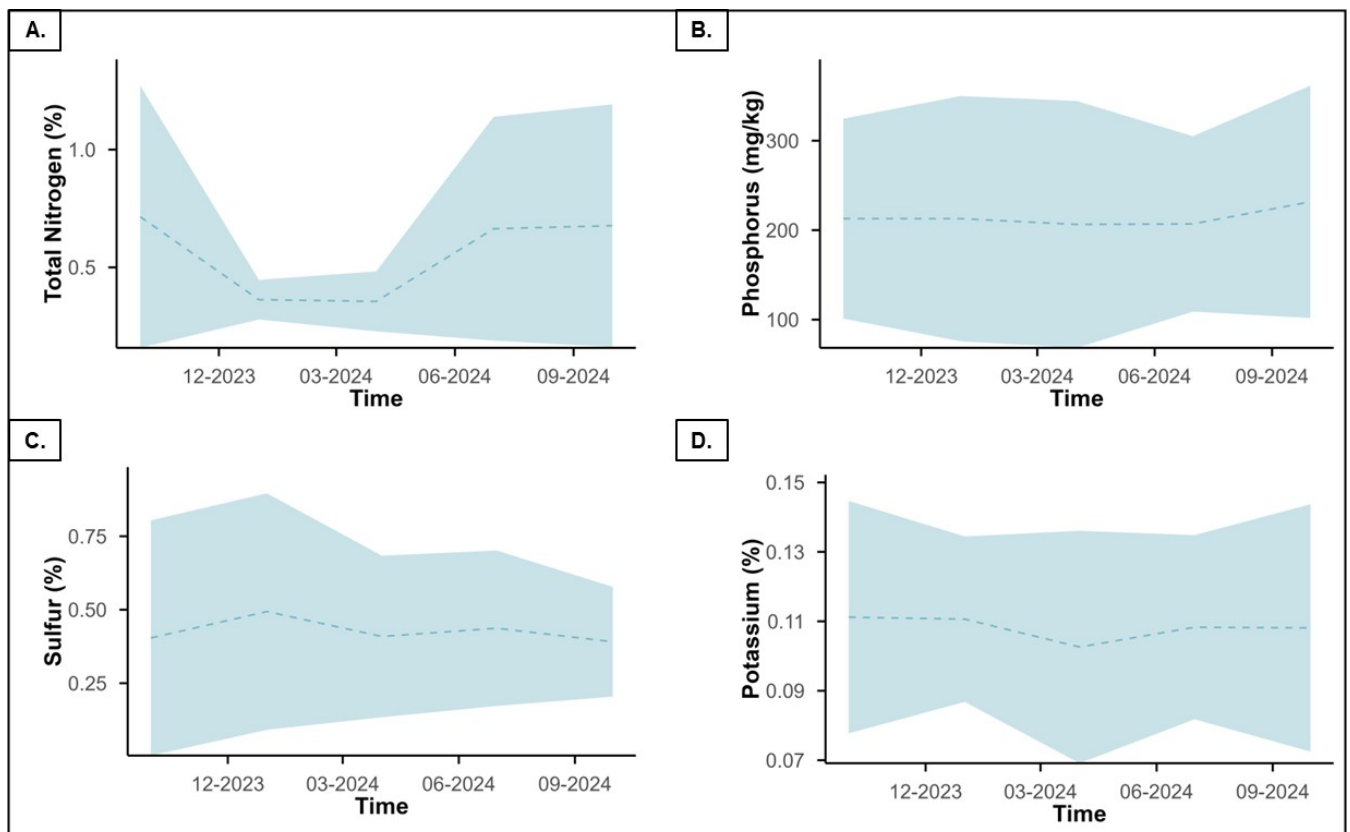 A.
Total Nitrogen (%)
1.0
0.5
12-2023 03-2024 06-2024 09-2024
Time
B.
Phosphorus (mg/kg)
300
200
100
12-2023 03-2024 06-2024 09-2024
Time
C.
Sulfur (%)
0.75
0.50
0.25
12-2023 03-2024 06-2024 09-2024
Time
D.
Potassium (%)
0.15
0.13
0.11
0.09
0.07
12-2023 03-2024 06-2024 09-2024
Time